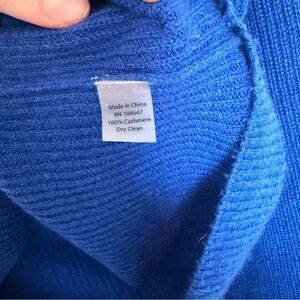 Made in China
RN 104647
100% Cashmere
Dry Clean